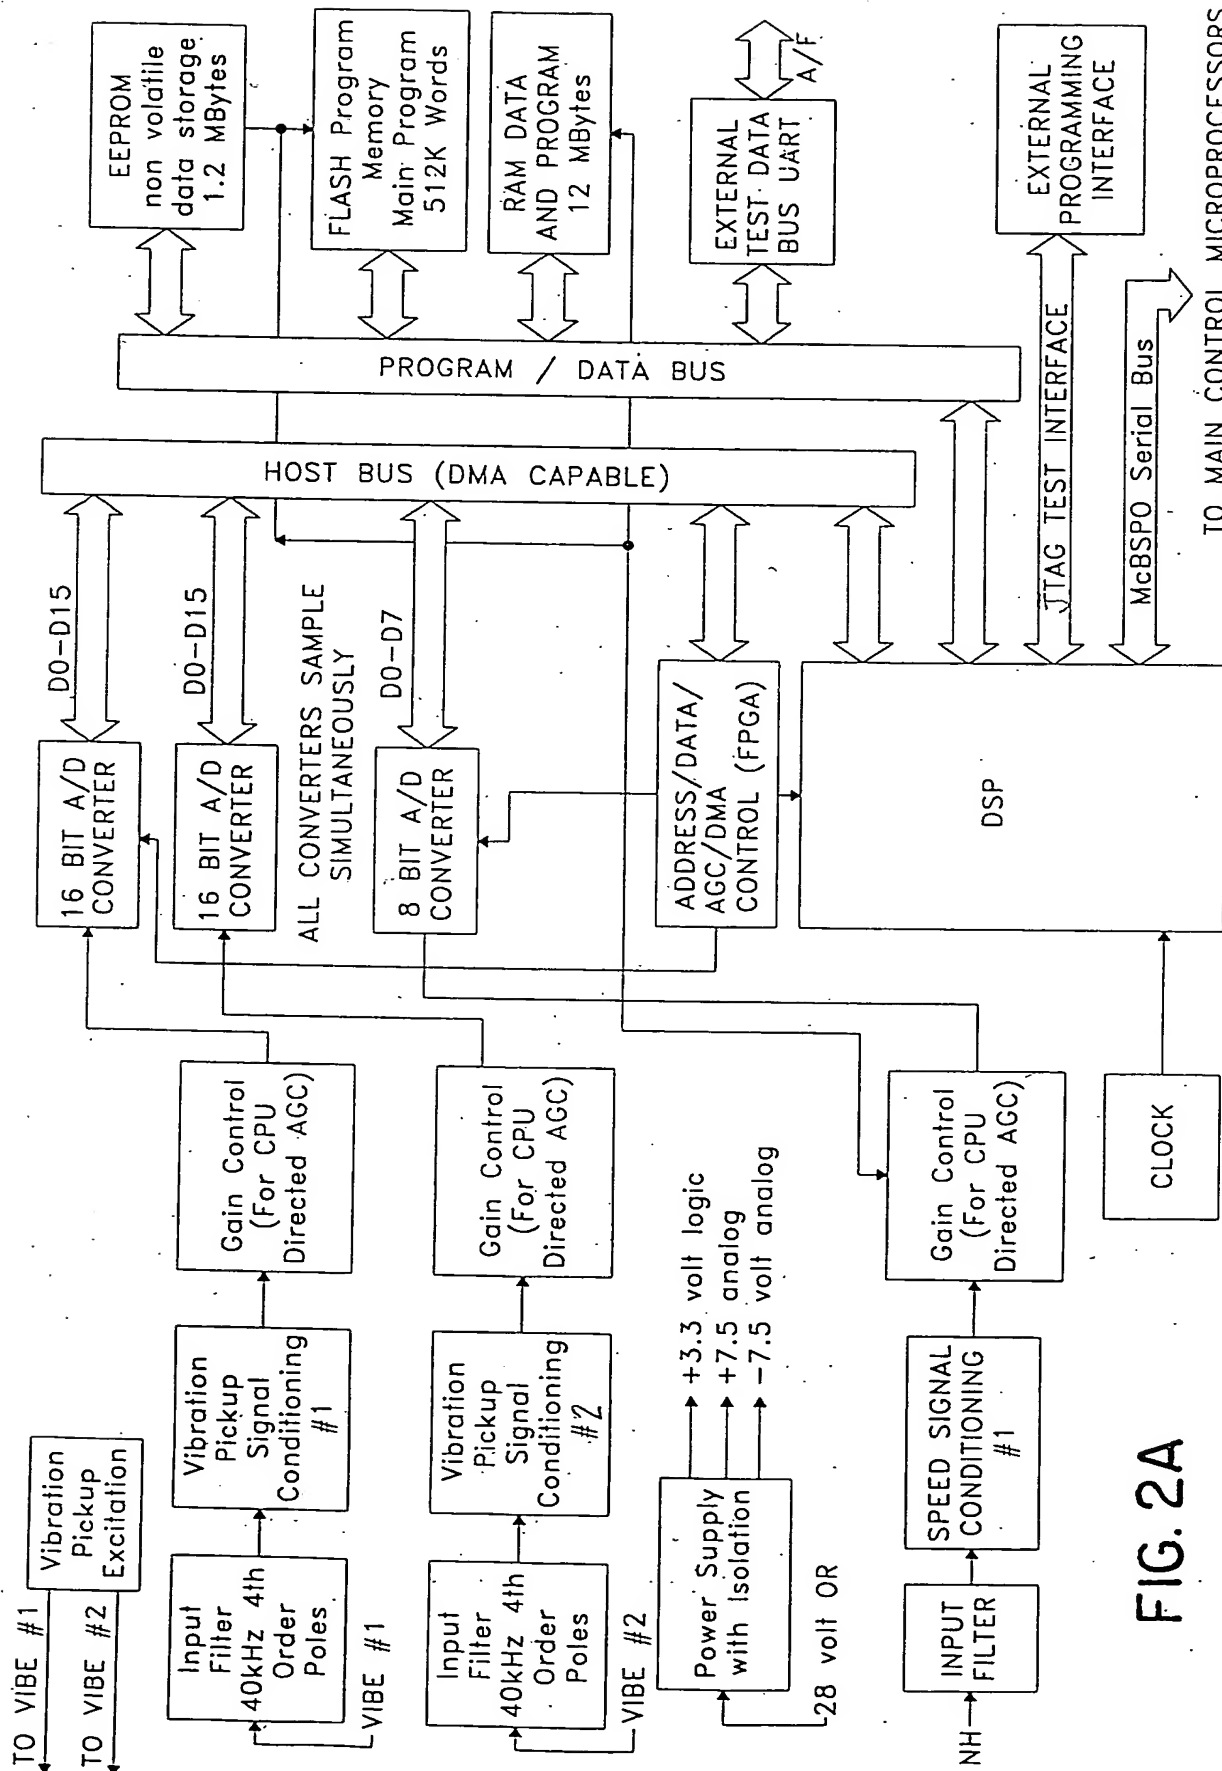 TO VIBE #1
TO VIBE #2
Vibration
Pickup
Excitation
Input
Filter
40kHz 4th
Order
Poles
VIBE #1
Vibration
Pickup
Signal
Conditioning
#1
Gain Control
(For CPU
Directed AGC)
16 BIT A/D
CONVERTER
D0-D15
16 BIT A/D
CONVERTER
D0-D15
ALL CONVERTERS SAMPLE
SIMULTANEOUSLY
8 BIT A/D
CONVERTER
D0-D7
Input
Filter
40kHz 4th
Order
Poles
VIBE #2
Vibration
Pickup
Signal
Conditioning
#2
Gain Control
(For CPU
Directed AGC)
Power Supply
with Isolation
28 volt OR
+3.3 volt logic
+7.5 analog
-7.5 volt analog
ADDRESS/DATA/
AGC/DMA
CONTROL (FPGA)
HOST BUS (DMA CAPABLE)
PROGRAM / DATA BUS
EEPROM
non volatile
data storage
1.2 MBytes
FLASH Program
Memory
Main Program
512K Words
RAM DATA
AND PROGRAM
12 MBytes
EXTERNAL
TEST DATA
BUS UART
A/F
NH
INPUT
FILTER
SPEED SIGNAL
CONDITIONING
#1
Gain Control
(For CPU
Directed AGC)
CLOCK
DSP
JTAG TEST INTERFACE
EXTERNAL
PROGRAMMING
INTERFACE
McBSPO Serial Bus
TO MAIN CONTROL MICROPROCESSORS
FIG. 2A